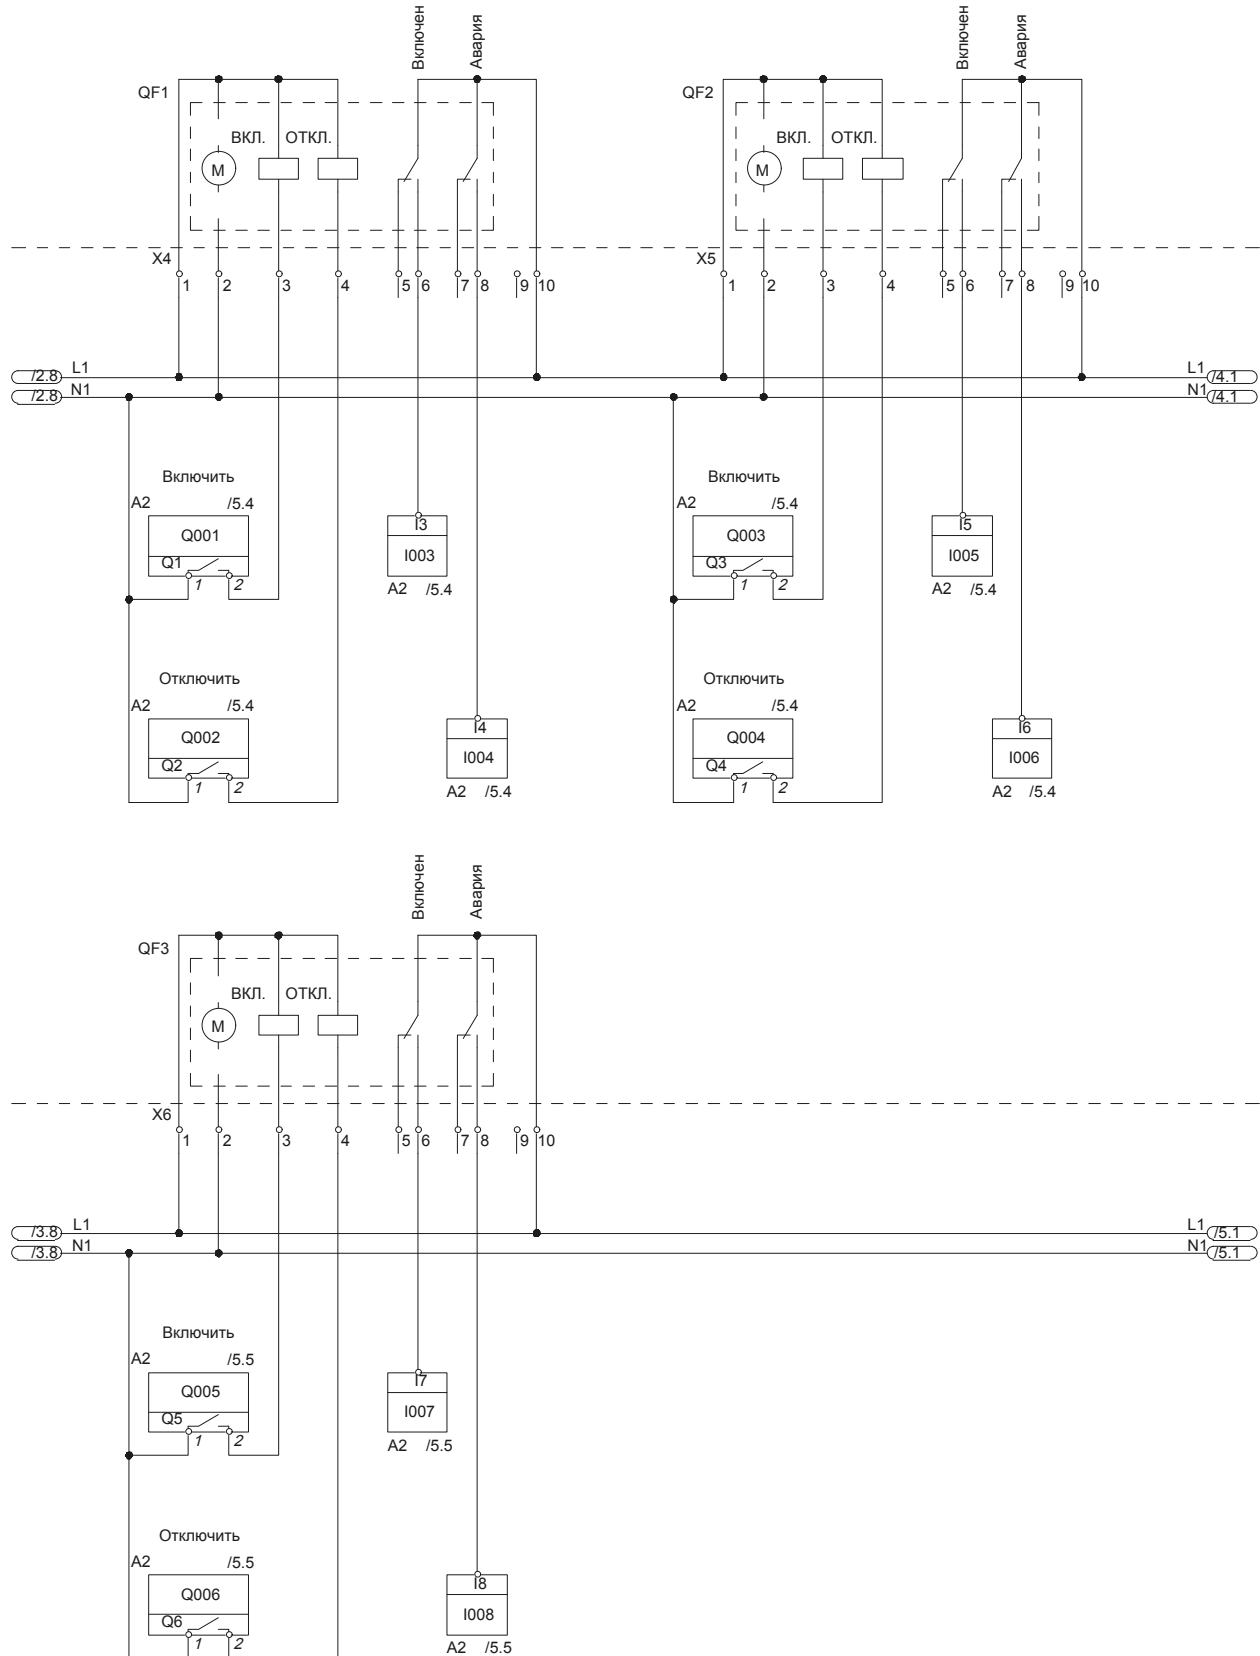 Включен Авария Включен Авария
QF1 QF2
ВКЛ. ОТКЛ. ВКЛ. ОТКЛ.
M M
X4 X5
1 2 3 4 5 6 7 8 9 10 1 2 3 4 5 6 7 8 9 10
/2.8 L1 L1 /4.1
/2.8 N1 N1 /4.1
Включить Включить
A2 /5.4 A2 /5.4
I3 I5
Q001 Q003
I003 I005
Q1 Q3
1 2 1 2
A2 /5.4 A2 /5.4
Отключить Отключить
A2 /5.4 A2 /5.4
I4 I6
Q002 Q004
I004 I006
Q2 Q4
1 2 1 2
A2 /5.4 A2 /5.4
Включен Авария
QF3
ВКЛ. ОТКЛ.
M
X6
1 2 3 4 5 6 7 8 9 10
/3.8 L1 L1 /5.1
/3.8 N1 N1 /5.1
Включить
A2 /5.5
I7
Q005
I007
Q5
1 2
A2 /5.5
Отключить
A2 /5.5
I8
Q006
I008
Q6
1 2
A2 /5.5